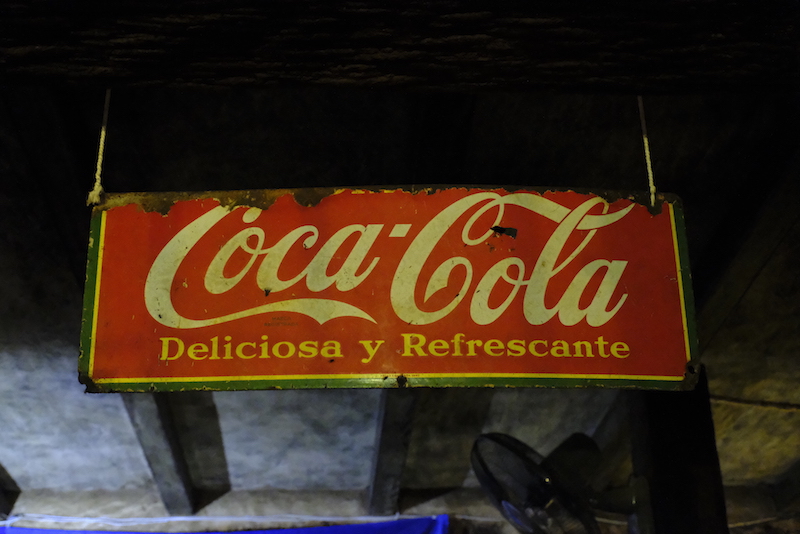 Coca-Cola
Deliciosa y Refrescante